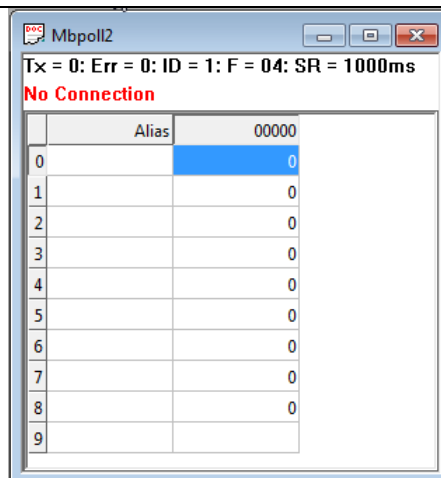 DOC Mbpoll2
Tx = 0: Err = 0: ID = 1: F = 04: SR = 1000ms
No Connection
Alias 00000
0 0
1 0
2 0
3 0
4 0
5 0
6 0
7 0
8 0
9